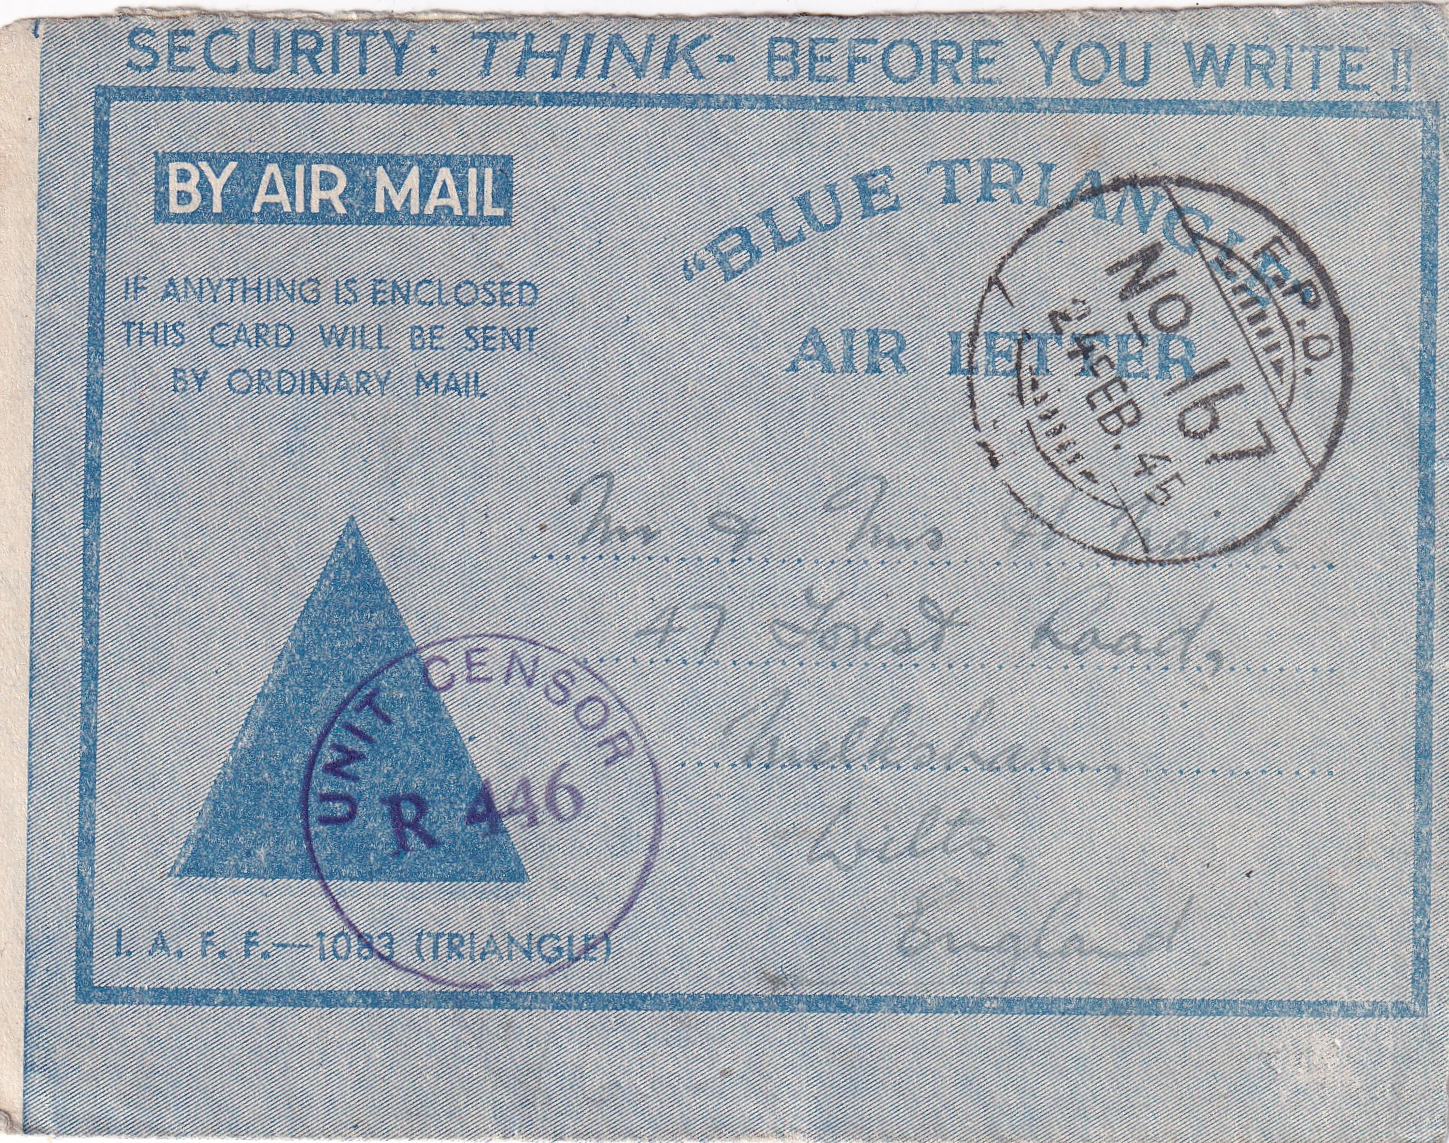 SECURITY: THINK- BEFORE YOU WRITE!!
BY AIR MAIL
IF ANYTHING IS ENCLOSED
THIS CARD WILL BE SENT
BY ORDINARY MAIL
"BLUE TRIANGLE"
AIR LETTER
F.P.O.
No 167
24 FEB. 45
Mr & Mrs H
47 Forest Road,
Melksham,
Wilts,
England
UNIT CENSOR
R 446
I. A. F. F.—1083 (TRIANGLE)